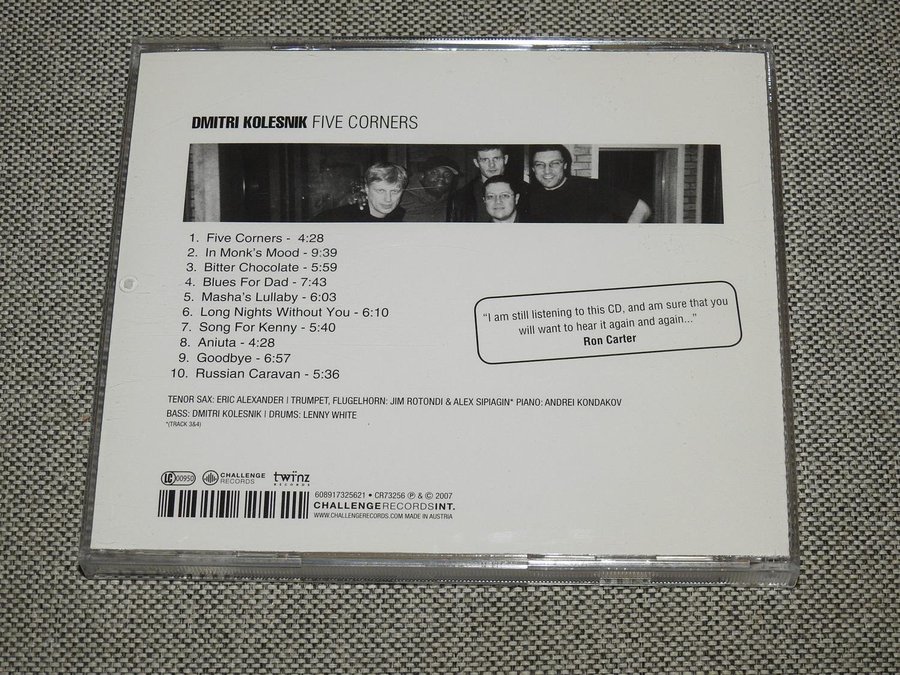 DMITRI KOLESNIK FIVE CORNERS
1. Five Corners - 4:28
2. In Monk's Mood - 9:39
3. Bitter Chocolate - 5:59
4. Blues For Dad - 7:43
5. Masha's Lullaby - 6:03
6. Long Nights Without You - 6:10
7. Song For Kenny - 5:40
8. Aniuta - 4:28
9. Goodbye - 6:57
10. Russian Caravan - 5:36
"I am still listening to this CD, and am sure that you
will want to hear it again and again..."
Ron Carter
TENOR SAX: ERIC ALEXANDER | TRUMPET, FLUGELHORN: JIM ROTONDI & ALEX SIPIAGIN* PIANO: ANDREI KONDAKOV
BASS: DMITRI KOLESNIK | DRUMS: LENNY WHITE
*(TRACK 3&4)
LC 00950
CHALLENGE
RECORDS
twinz
RECORDS
608917325621 • CR73256 ℗ & © 2007
CHALLENGERECORDSINT.
WWW.CHALLENGERECORDS.COM MADE IN AUSTRIA